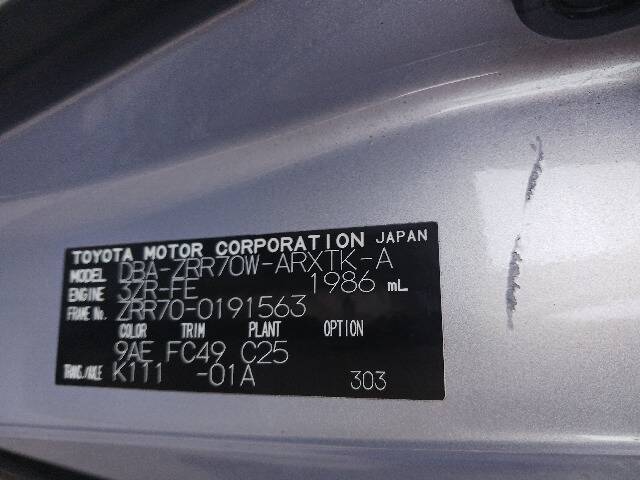 TOYOTA MOTOR CORPORATION JAPAN
MODEL DBA-ZRR70W-ARXTK-A
ENGINE 3ZR-FE 1986 mL
FRAME No. ZRR70-0191563
COLOR TRIM PLANT OPTION
9AE FC49 C25
TRANS./AXLE K111 -01A 303